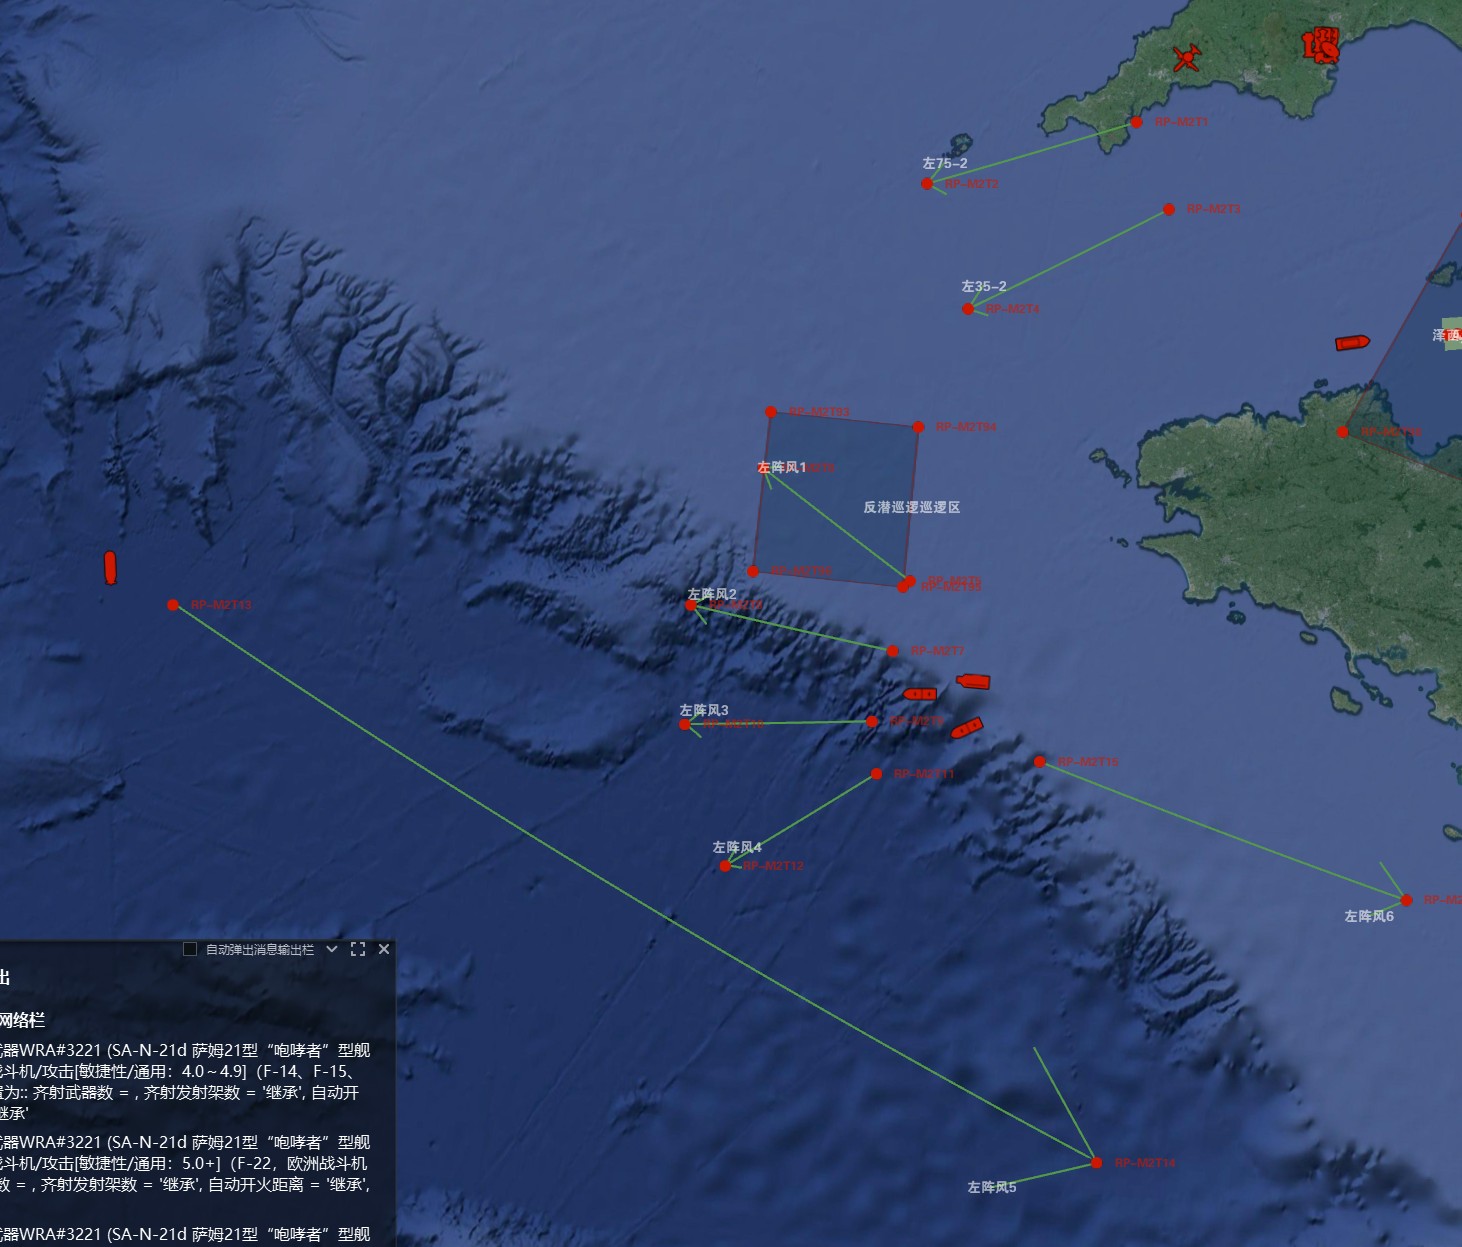 RP-M2T1
左75-2
RP-M2T2
RP-M2T3
左35-2
RP-M2T4
RP-M2T93
RP-M2T94
左阵风1
反潜巡逻巡逻区
RP-M2T5
RP-M2T95
左阵风2
RP-M2T13
RP-M2T7
左阵风3
RP-M2T10
RP-M2T11
RP-M2T15
左阵风4
RP-M2T12
左阵风6
自动弹出消息输出栏
出
网络栏
武器WRA#3221 (SA-N-21d 萨姆21型“咆哮者”型舰
战斗机/攻击[敏捷性/通用：4.0～4.9]（F-14、F-15、
置为:: 齐射武器数 = , 齐射发射架数 = '继承', 自动开
继承'
武器WRA#3221 (SA-N-21d 萨姆21型“咆哮者”型舰
战斗机/攻击[敏捷性/通用：5.0+]（F-22，欧洲战斗机
数 = , 齐射发射架数 = '继承', 自动开火距离 = '继承',
武器WRA#3221 (SA-N-21d 萨姆21型“咆哮者”型舰
RP-M2T14
左阵风5